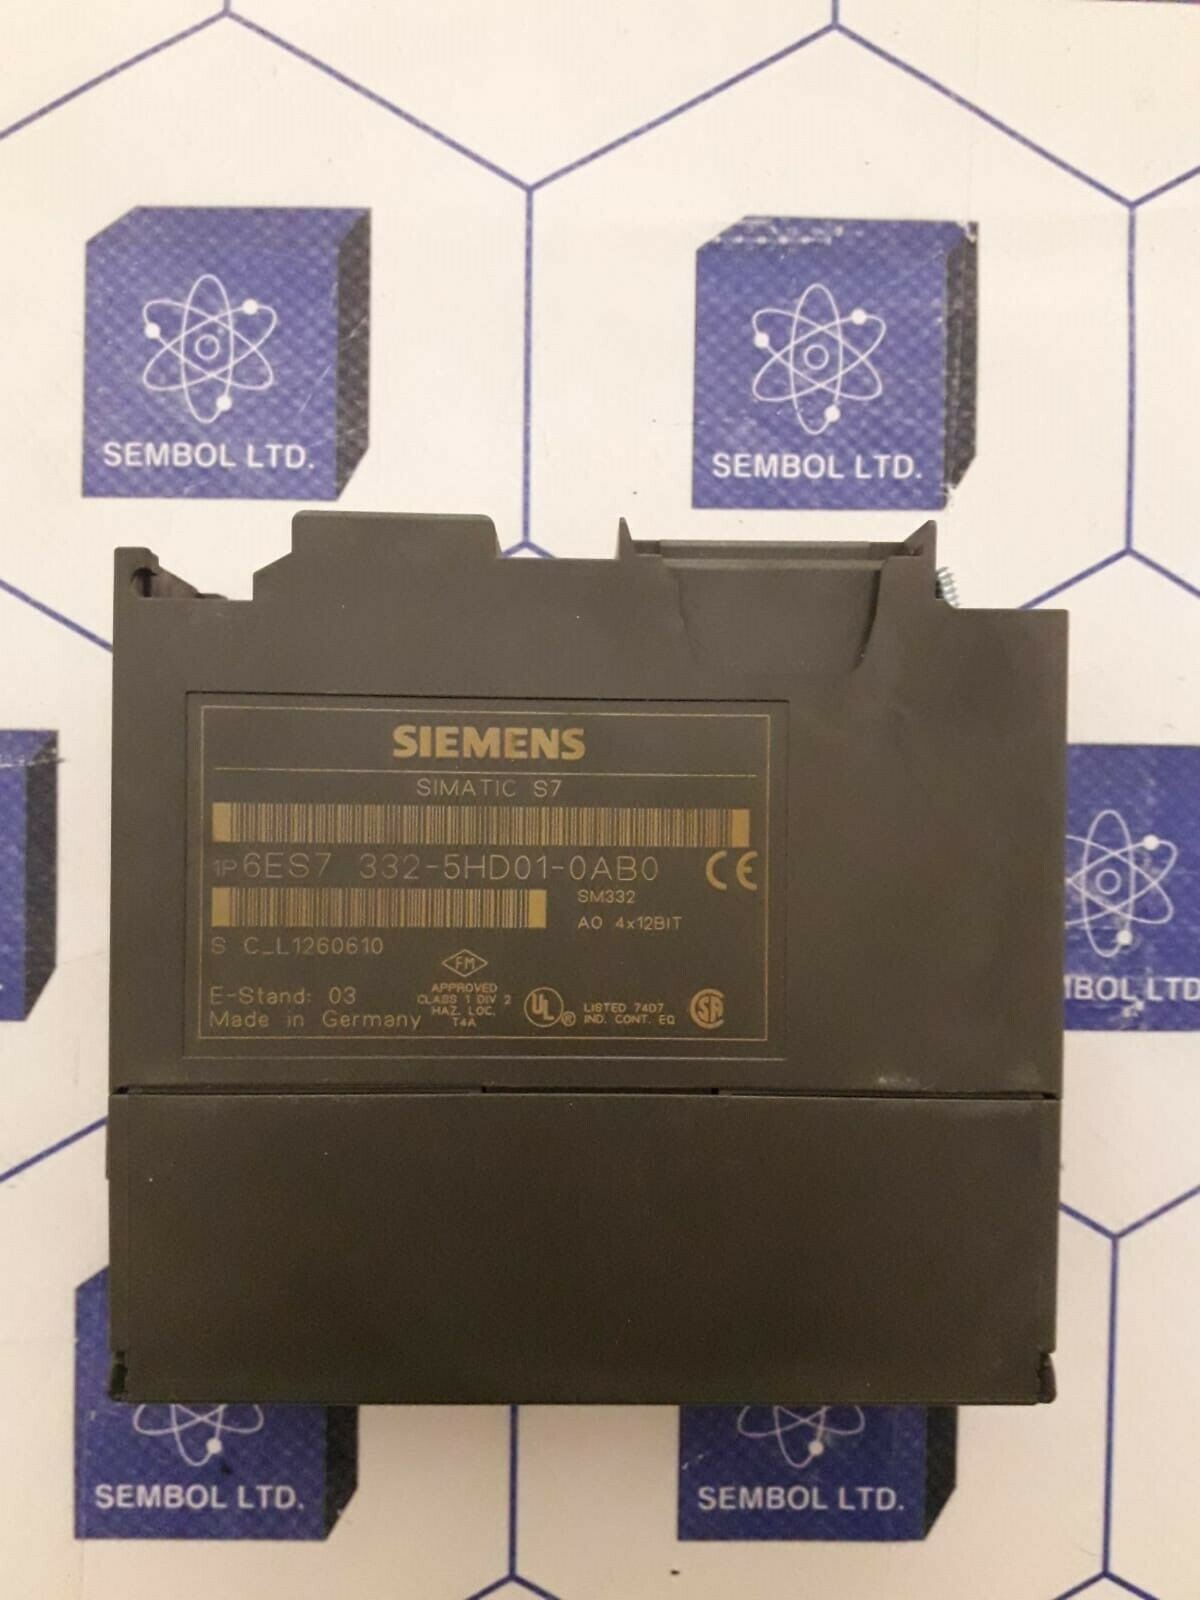 SEMBOL LTD.
SEMBOL LTD.
SIEMENS
SIMATIC S7
1P 6ES7 332-5HD01-0AB0
CE
SM332
AO 4x12BIT
S C_L1260610
FM
APPROVED
CLASS 1 DIV 2
HAZ. LOC.
T4A
E-Stand: 03
Made in Germany
UL
®
LISTED 74D7
IND. CONT. EQ
SA
BOL LTD
SEMBOL LTD.
SEMBOL LTD.